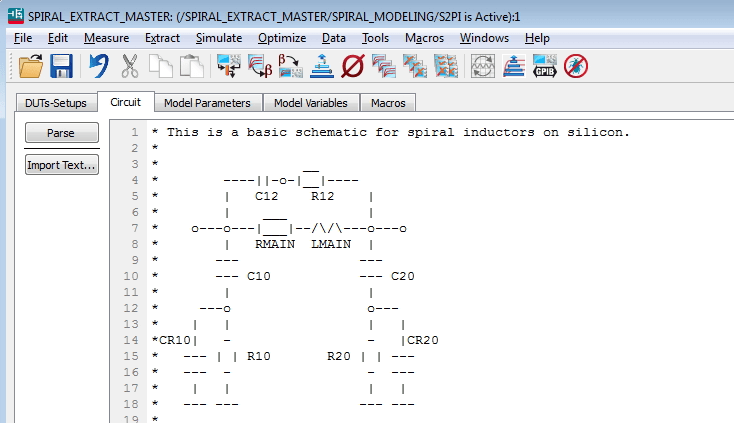 SPIRAL_EXTRACT_MASTER: (/SPIRAL_EXTRACT_MASTER/SPIRAL_MODELING/S2PI is Active):1
File Edit Measure Extract Simulate Optimize Data Tools Macros Windows Help
GPIB
DUTs-Setups Circuit Model Parameters Model Variables Macros
Parse
Import Text...
1 * This is a basic schematic for spiral inductors on silicon.
2 *
3 *                   __
4 *        ----||-o-|__|----
5 *        |   C12    R12    |
6 *        |    ___          |
7 *    o---o---|___|--/\/\---o---o
8 *        |   RMAIN  LMAIN  |
9 *       ---               ---
10 *       --- C10           --- C20
11 *        |                 |
12 *     ---o                 o---
13 *    |   |                 |   |
14 *CR10|   -                 -   |CR20
15 *   --- | | R10       R20 | | ---
16 *   ---  -                 -  ---
17 *    |   |                 |   |
18 *   --- ---               --- ---
19 *